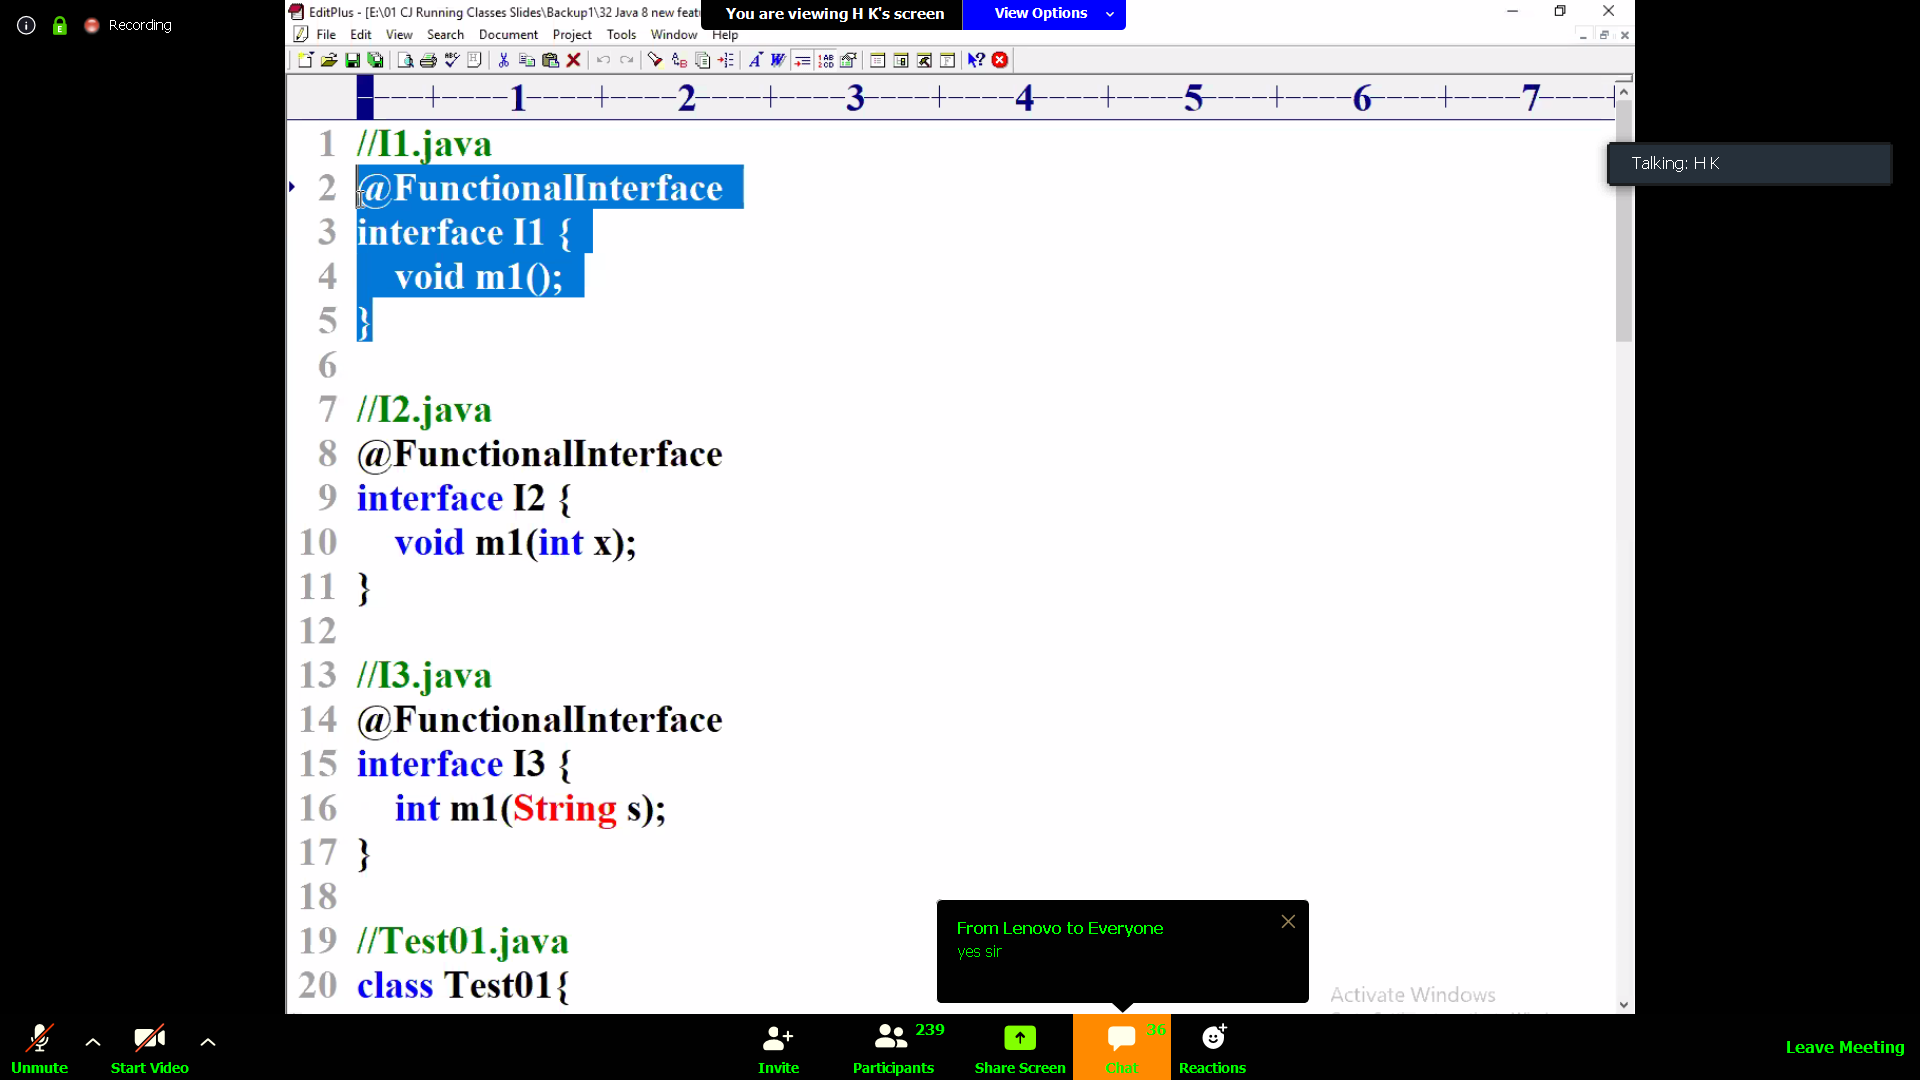 Recording
EditPlus - [E:\01 CJ Running Classes Slides\Backup1\32 Java 8 new featu
You are viewing H K's screen
View Options
File Edit View Search Document Project Tools Window Help
1 2 3 4 5 6 7
Talking: H K
1 //I1.java
2 @FunctionalInterface
3 interface I1 {
4 void m1();
5 }
6
7 //I2.java
8 @FunctionalInterface
9 interface I2 {
10 void m1(int x);
11 }
12
13 //I3.java
14 @FunctionalInterface
15 interface I3 {
16 int m1(String s);
17 }
18
19 //Test01.java
20 class Test01{
From Lenovo to Everyone
yes sir
Activate Windows
Unmute
Start Video
Invite
239
Participants
Share Screen
36
Chat
Reactions
Leave Meeting